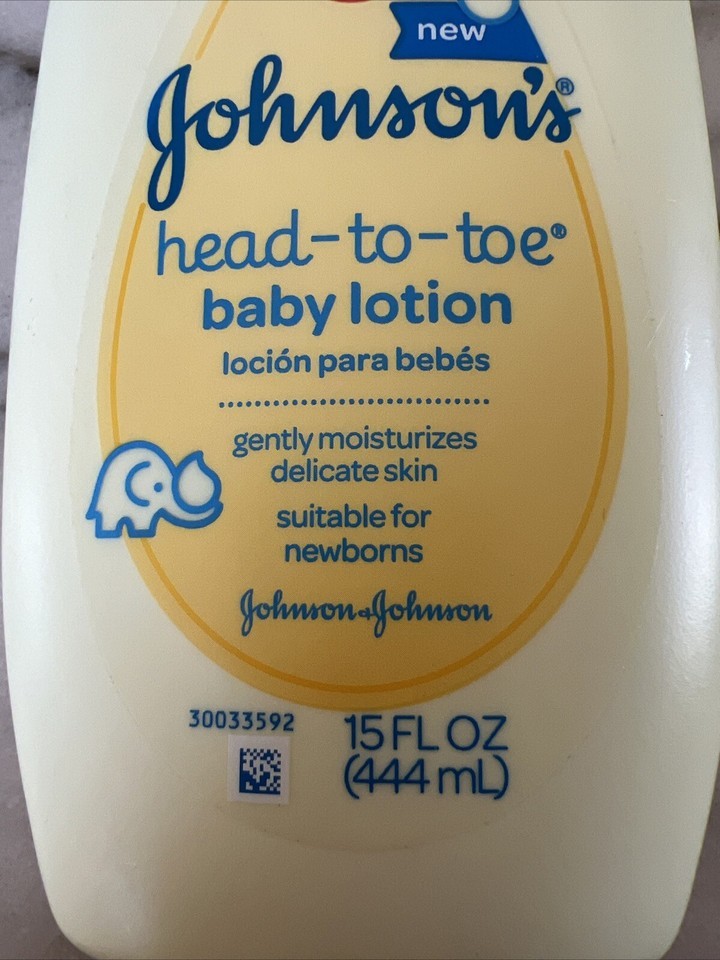 new
Johnson's®
head-to-toe®
baby lotion
loción para bebés
gently moisturizes
delicate skin
suitable for
newborns
Johnson & Johnson
30033592
15 FL OZ
(444 mL)